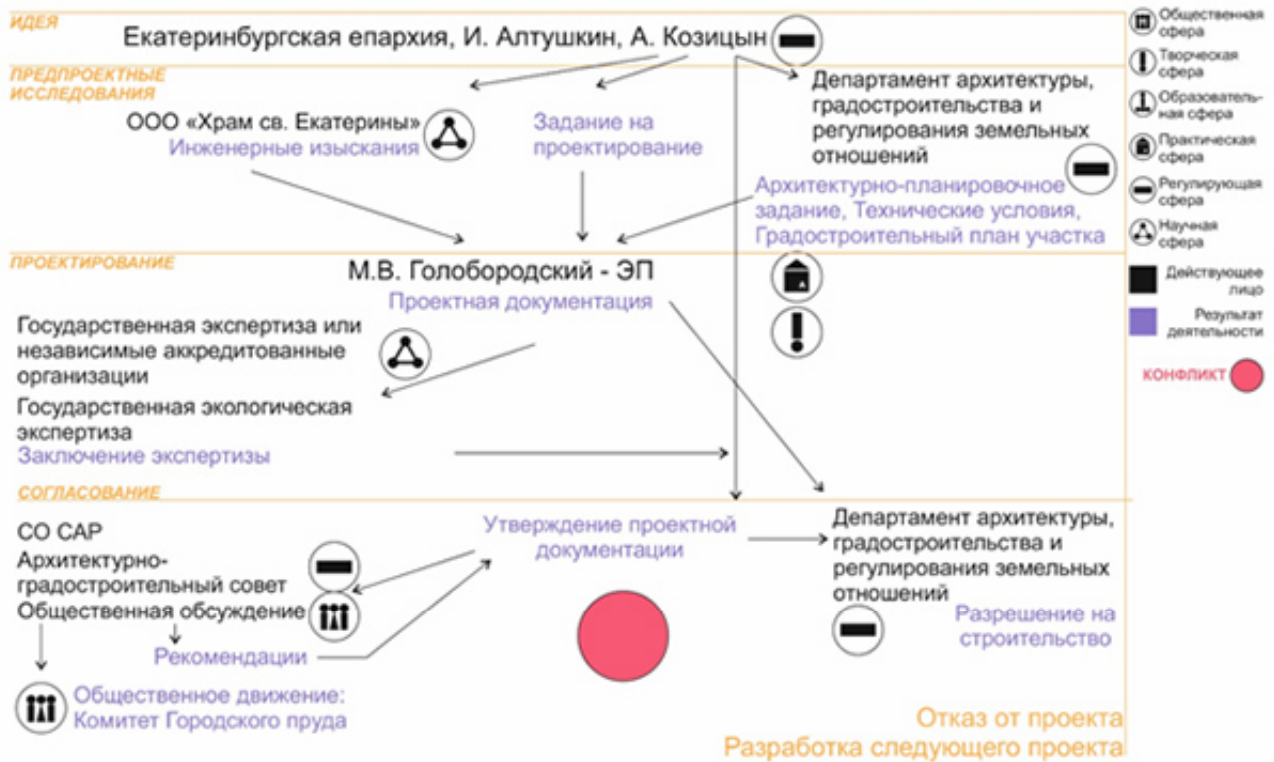 ИДЕЯ
Екатеринбургская епархия, И. Алтушкин, А. Козицын
ПРЕДПРОЕКТНЫЕ
ИССЛЕДОВАНИЯ
ООО «Храм св. Екатерины»
Инженерные изыскания
Задание на
проектирование
Департамент архитектуры,
градостроительства и
регулирования земельных
отношений
Архитектурно-планировочное
задание, Технические условия,
Градостроительный план участка
ПРОЕКТИРОВАНИЕ
М.В. Голобородский - ЭП
Проектная документация
Государственная экспертиза или
независимые аккредитованные
организации
Государственная экологическая
экспертиза
Заключение экспертизы
СОГЛАСОВАНИЕ
СО САР
Архитектурно-
градостроительный совет
Общественная обсуждение
Рекомендации
Общественное движение:
Комитет Городского пруда
Утверждение проектной
документации
Департамент архитектуры,
градостроительства и
регулирования земельных
отношений
Разрешение на
строительство
Отказ от проекта
Разработка следующего проекта
Общественная
сфера
Творческая
сфера
Образователь-
ная сфера
Практическая
сфера
Регулирующая
сфера
Научная
сфера
Действующее
лицо
Результат
деятельности
КОНФЛИКТ